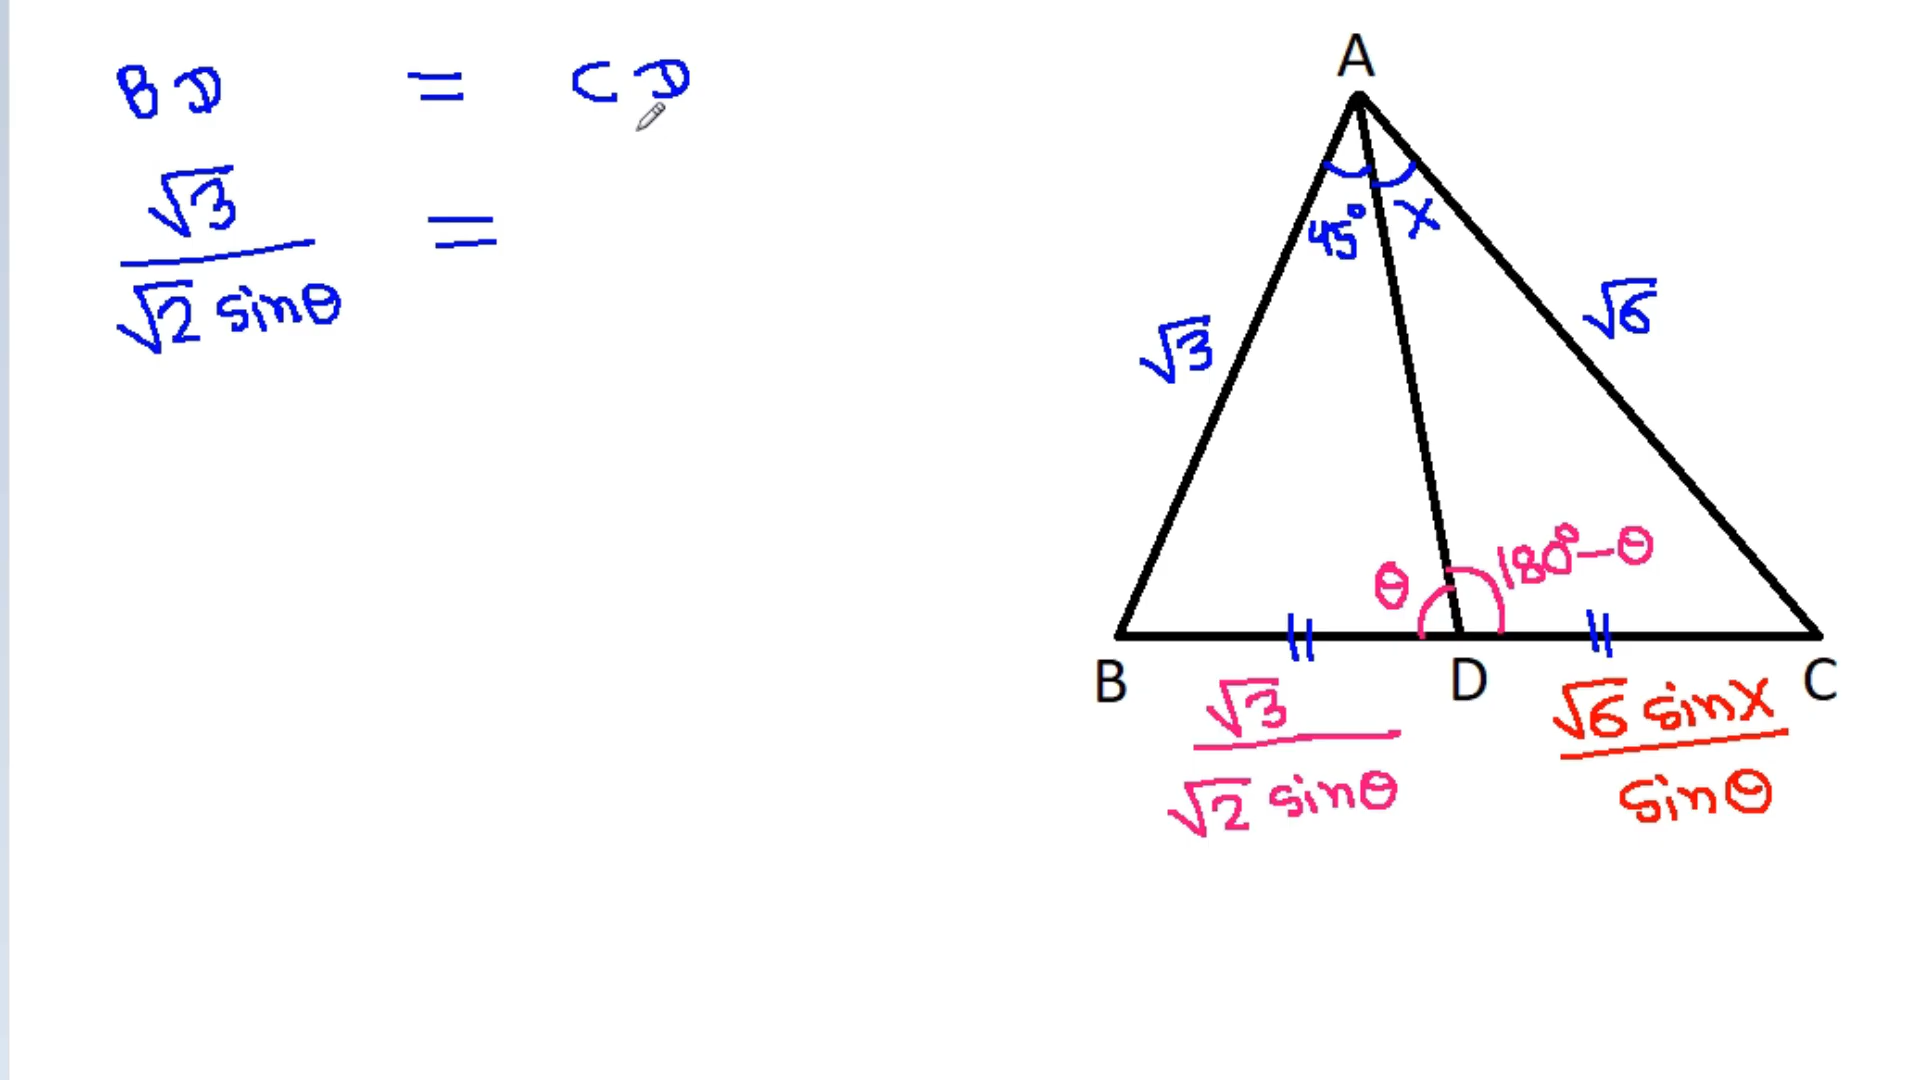 BD = CD
√3 / √2 sinθ =
A
45° x
√3
√6
θ 180°-θ
B D C
√3 / √2 sinθ
√6 sinx / sinθ